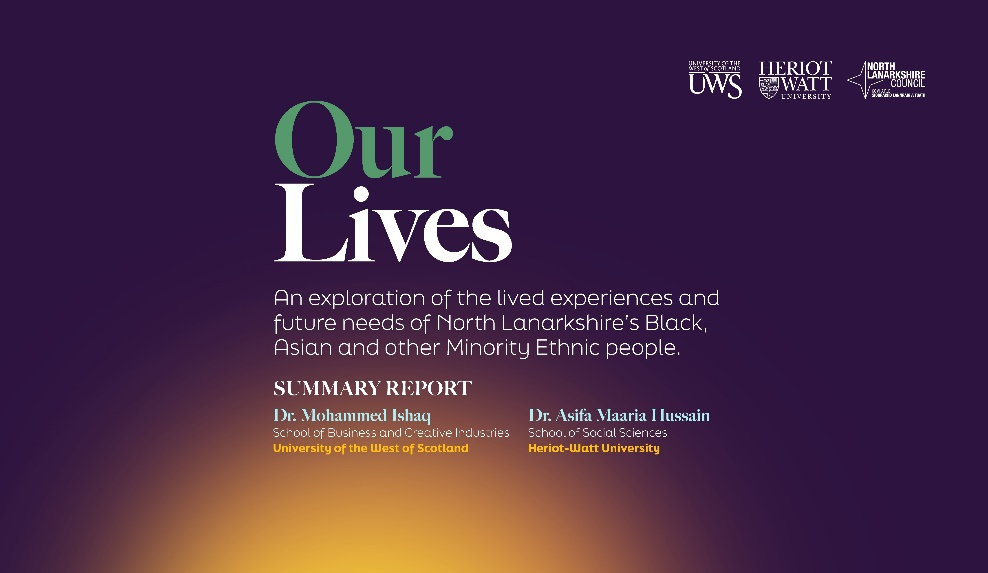 UNIVERSITY OF THE
WEST of SCOTLAND
UWS
HERIOT
WATT
UNIVERSITY
NORTH
LANARKSHIRE
COUNCIL
Our
Lives
An exploration of the lived experiences and
future needs of North Lanarkshire's Black,
Asian and other Minority Ethnic people.
SUMMARY REPORT
Dr. Mohammed Ishaq
School of Business and Creative Industries
University of the West of Scotland
Dr. Asifa Maaria Hussain
School of Social Sciences
Heriot-Watt University